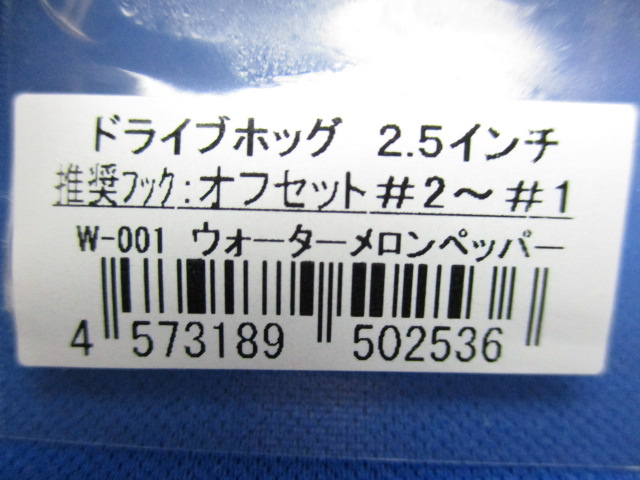 ドライブホッグ 2.5インチ
推奨フック:オフセット#2～#1
W-001 ウォーターメロンペッパー
4 573189 502536